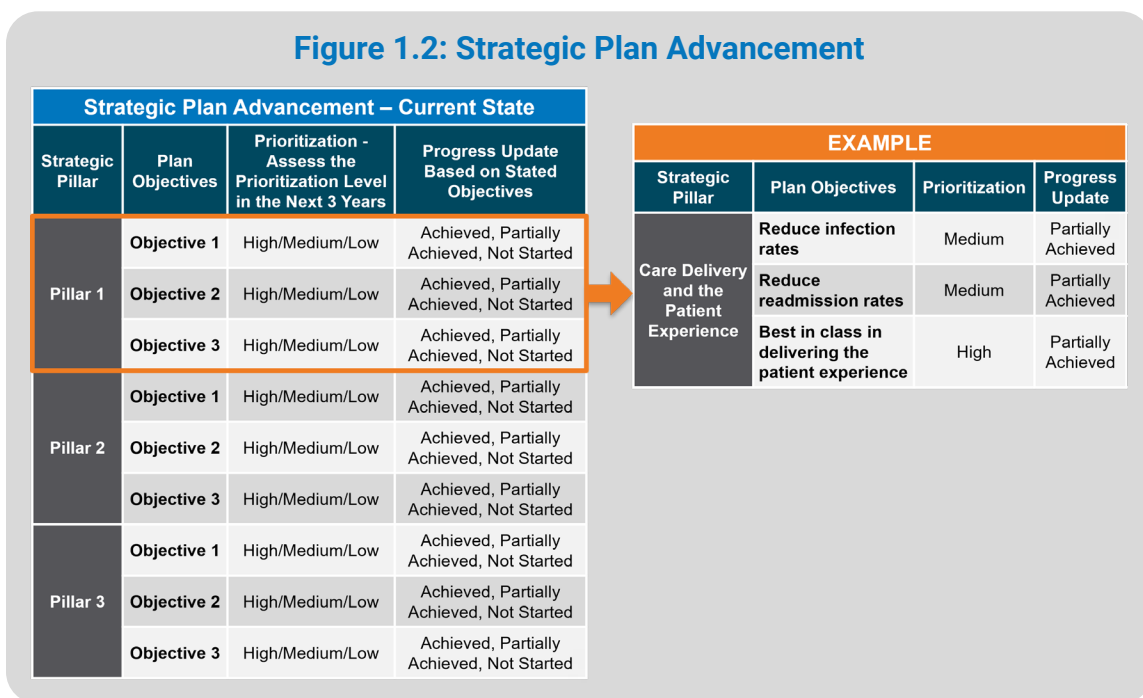 Figure 1.2: Strategic Plan Advancement
Strategic Plan Advancement – Current State
Strategic
Pillar
Plan
Objectives
Prioritization -
Assess the
Prioritization Level
in the Next 3 Years
Progress Update
Based on Stated
Objectives
Pillar 1
Objective 1
High/Medium/Low
Achieved, Partially
Achieved, Not Started
Objective 2
High/Medium/Low
Achieved, Partially
Achieved, Not Started
Objective 3
High/Medium/Low
Achieved, Partially
Achieved, Not Started
Pillar 2
Objective 1
High/Medium/Low
Achieved, Partially
Achieved, Not Started
Objective 2
High/Medium/Low
Achieved, Partially
Achieved, Not Started
Objective 3
High/Medium/Low
Achieved, Partially
Achieved, Not Started
Pillar 3
Objective 1
High/Medium/Low
Achieved, Partially
Achieved, Not Started
Objective 2
High/Medium/Low
Achieved, Partially
Achieved, Not Started
Objective 3
High/Medium/Low
Achieved, Partially
Achieved, Not Started
EXAMPLE
Strategic
Pillar
Plan Objectives
Prioritization
Progress
Update
Care Delivery
and the
Patient
Experience
Reduce infection
rates
Medium
Partially
Achieved
Reduce
readmission rates
Medium
Partially
Achieved
Best in class in
delivering the
patient experience
High
Partially
Achieved